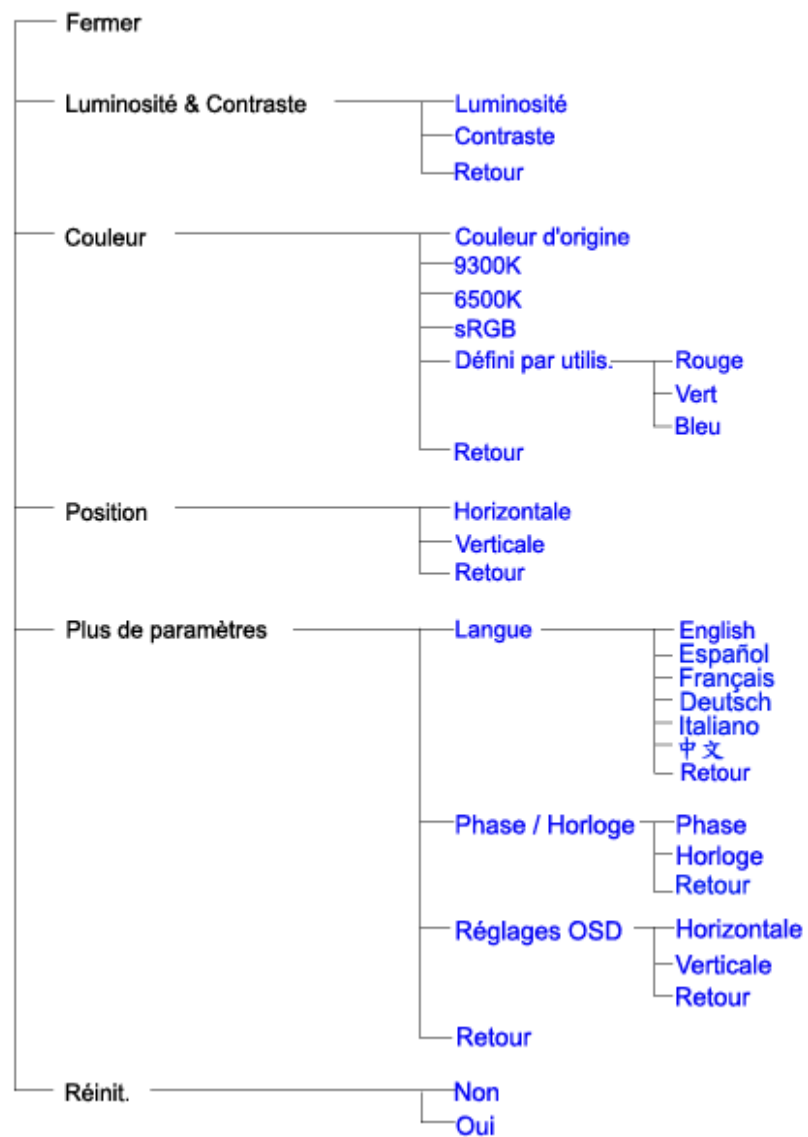 Fermer
Luminosité & Contraste
Luminosité
Contraste
Retour
Couleur
Couleur d'origine
9300K
6500K
sRGB
Défini par utilis.
Rouge
Vert
Bleu
Retour
Position
Horizontale
Verticale
Retour
Plus de paramètres
Langue
English
Español
Français
Deutsch
Italiano
中文
Retour
Phase / Horloge
Phase
Horloge
Retour
Réglages OSD
Horizontale
Verticale
Retour
Retour
Réinit.
Non
Oui